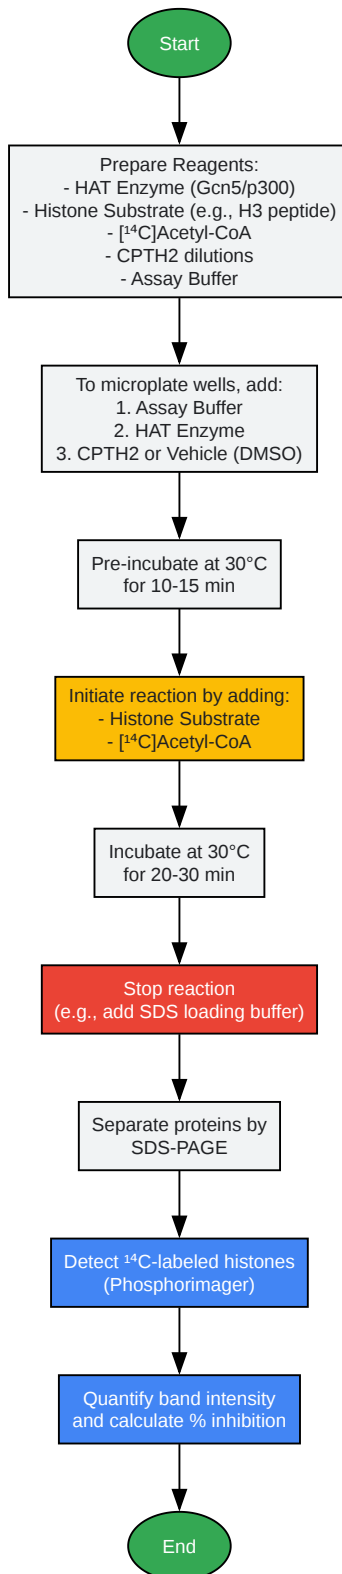 Start
Prepare Reagents:
- HAT Enzyme (Gcn5/p300)
- Histone Substrate (e.g., H3 peptide)
- [¹⁴C]Acetyl-CoA
- CPTH2 dilutions
- Assay Buffer
To microplate wells, add:
1. Assay Buffer
2. HAT Enzyme
3. CPTH2 or Vehicle (DMSO)
Pre-incubate at 30°C
for 10-15 min
Initiate reaction by adding:
- Histone Substrate
- [¹⁴C]Acetyl-CoA
Incubate at 30°C
for 20-30 min
Stop reaction
(e.g., add SDS loading buffer)
Separate proteins by
SDS-PAGE
Detect ¹⁴C-labeled histones
(Phosphorimager)
Quantify band intensity
and calculate % inhibition
End